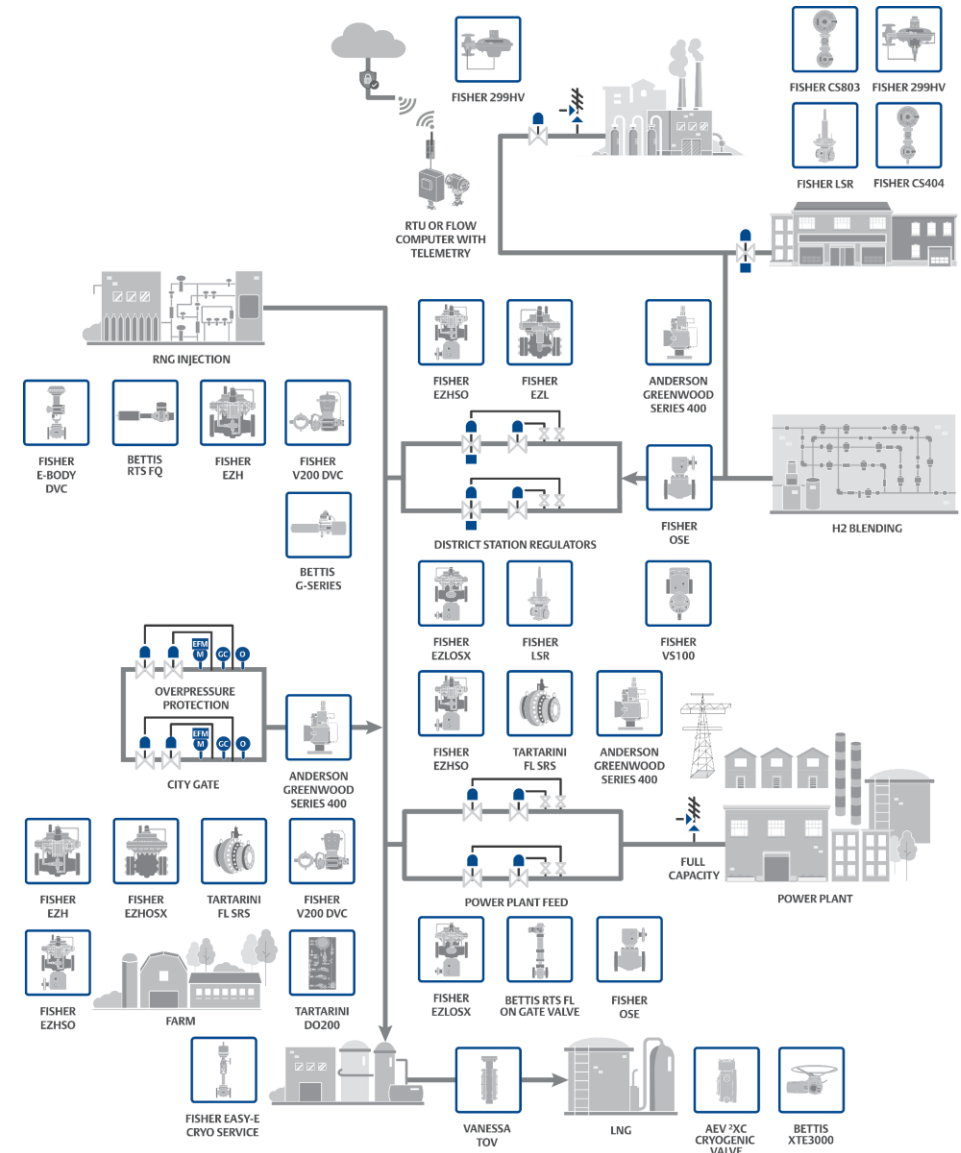 FISHER 299HV
FISHER CS803
FISHER 299HV
FISHER LSR
FISHER CS404
RTU OR FLOW
COMPUTER WITH
TELEMETRY
RNG INJECTION
FISHER
EZHSO
FISHER
EZL
ANDERSON
GREENWOOD
SERIES 400
FISHER
E-BODY
DVC
BETTIS
RTS FQ
FISHER
EZH
FISHER
V200 DVC
FISHER
OSE
H2 BLENDING
DISTRICT STATION REGULATORS
BETTIS
G-SERIES
FISHER
EZLOSX
FISHER
LSR
FISHER
VS100
EFM
M
GC
O
OVERPRESSURE
PROTECTION
EFM
M
GC
O
CITY GATE
ANDERSON
GREENWOOD
SERIES 400
FISHER
EZHSO
TARTARINI
FL SRS
ANDERSON
GREENWOOD
SERIES 400
FULL
CAPACITY
POWER PLANT
POWER PLANT FEED
FISHER
EZH
FISHER
EZHOSX
TARTARINI
FL SRS
FISHER
V200 DVC
FISHER
EZHSO
FARM
TARTARINI
DO200
FISHER
EZLOSX
BETTIS RTS FL
ON GATE VALVE
FISHER
OSE
FISHER EASY-E
CRYO SERVICE
VANESSA
TOV
LNG
AEV ²XC
CRYOGENIC
VALVE
BETTIS
XTE3000